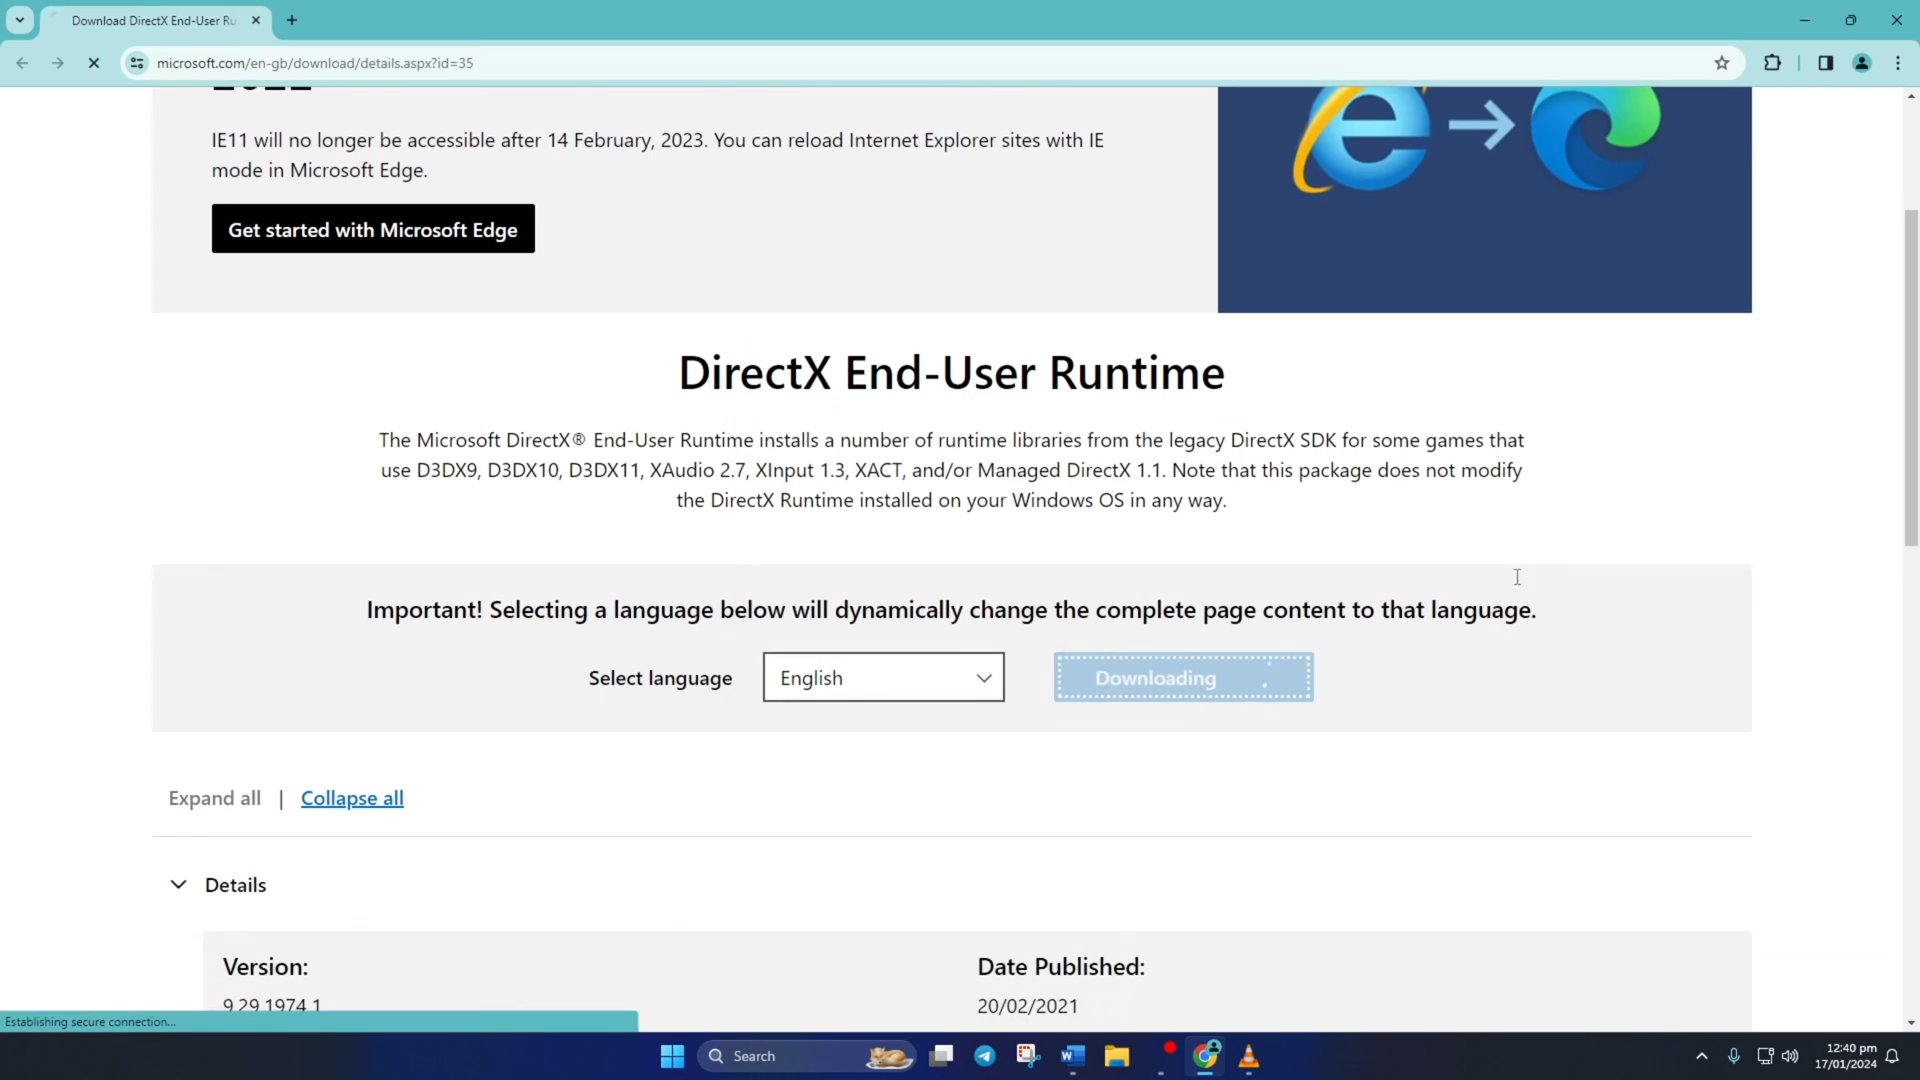 Download DirectX End-User Ru
microsoft.com/en-gb/download/details.aspx?id=35
2022
IE11 will no longer be accessible after 14 February, 2023. You can reload Internet Explorer sites with IE
mode in Microsoft Edge.
Get started with Microsoft Edge
DirectX End-User Runtime
The Microsoft DirectX® End-User Runtime installs a number of runtime libraries from the legacy DirectX SDK for some games that
use D3DX9, D3DX10, D3DX11, XAudio 2.7, XInput 1.3, XACT, and/or Managed DirectX 1.1. Note that this package does not modify
the DirectX Runtime installed on your Windows OS in any way.
Important! Selecting a language below will dynamically change the complete page content to that language.
Select language
English
Downloading
Expand all | Collapse all
Details
Version:
9.29.1974.1
Date Published:
20/02/2021
Establishing secure connection...
Search
12:40 pm
17/01/2024